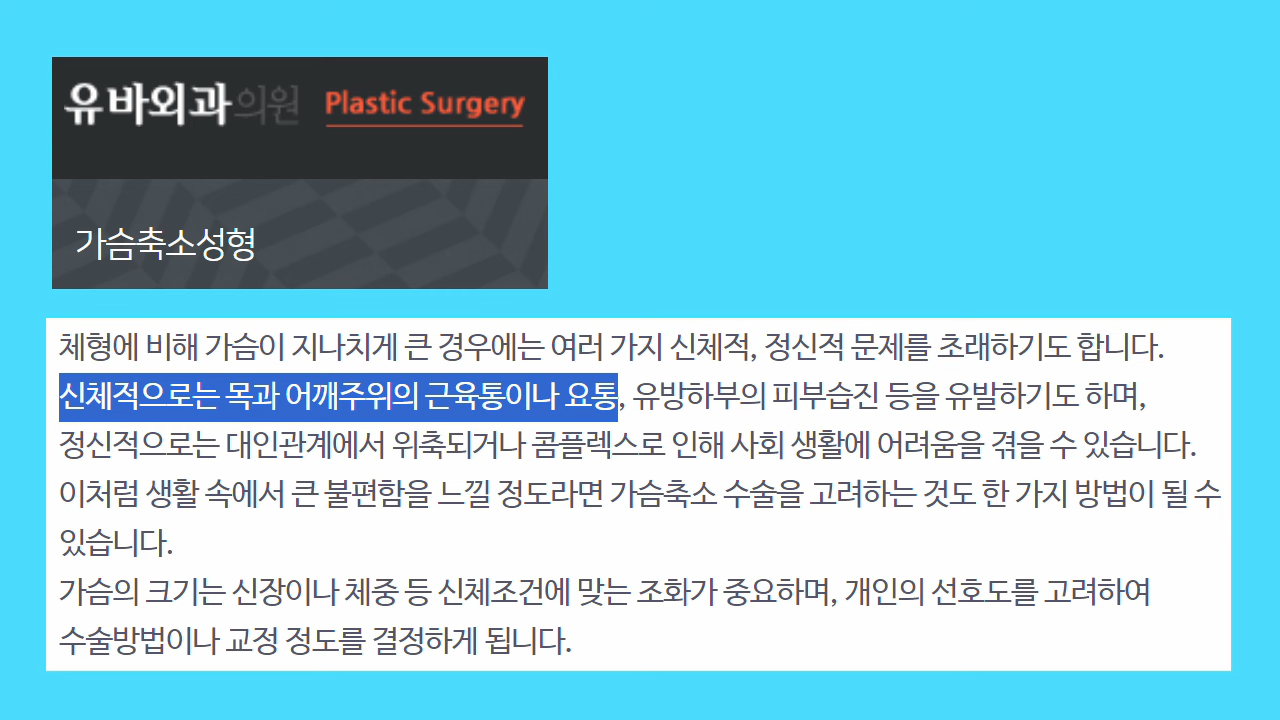 유바외과의원 Plastic Surgery
가슴축소성형
체형에 비해 가슴이 지나치게 큰 경우에는 여러 가지 신체적, 정신적 문제를 초래하기도 합니다.
신체적으로는 목과 어깨주위의 근육통이나 요통, 유방하부의 피부습진 등을 유발하기도 하며,
정신적으로는 대인관계에서 위축되거나 콤플렉스로 인해 사회 생활에 어려움을 겪을 수 있습니다.
이처럼 생활 속에서 큰 불편함을 느낄 정도라면 가슴축소 수술을 고려하는 것도 한 가지 방법이 될 수
있습니다.
가슴의 크기는 신장이나 체중 등 신체조건에 맞는 조화가 중요하며, 개인의 선호도를 고려하여
수술방법이나 교정 정도를 결정하게 됩니다.